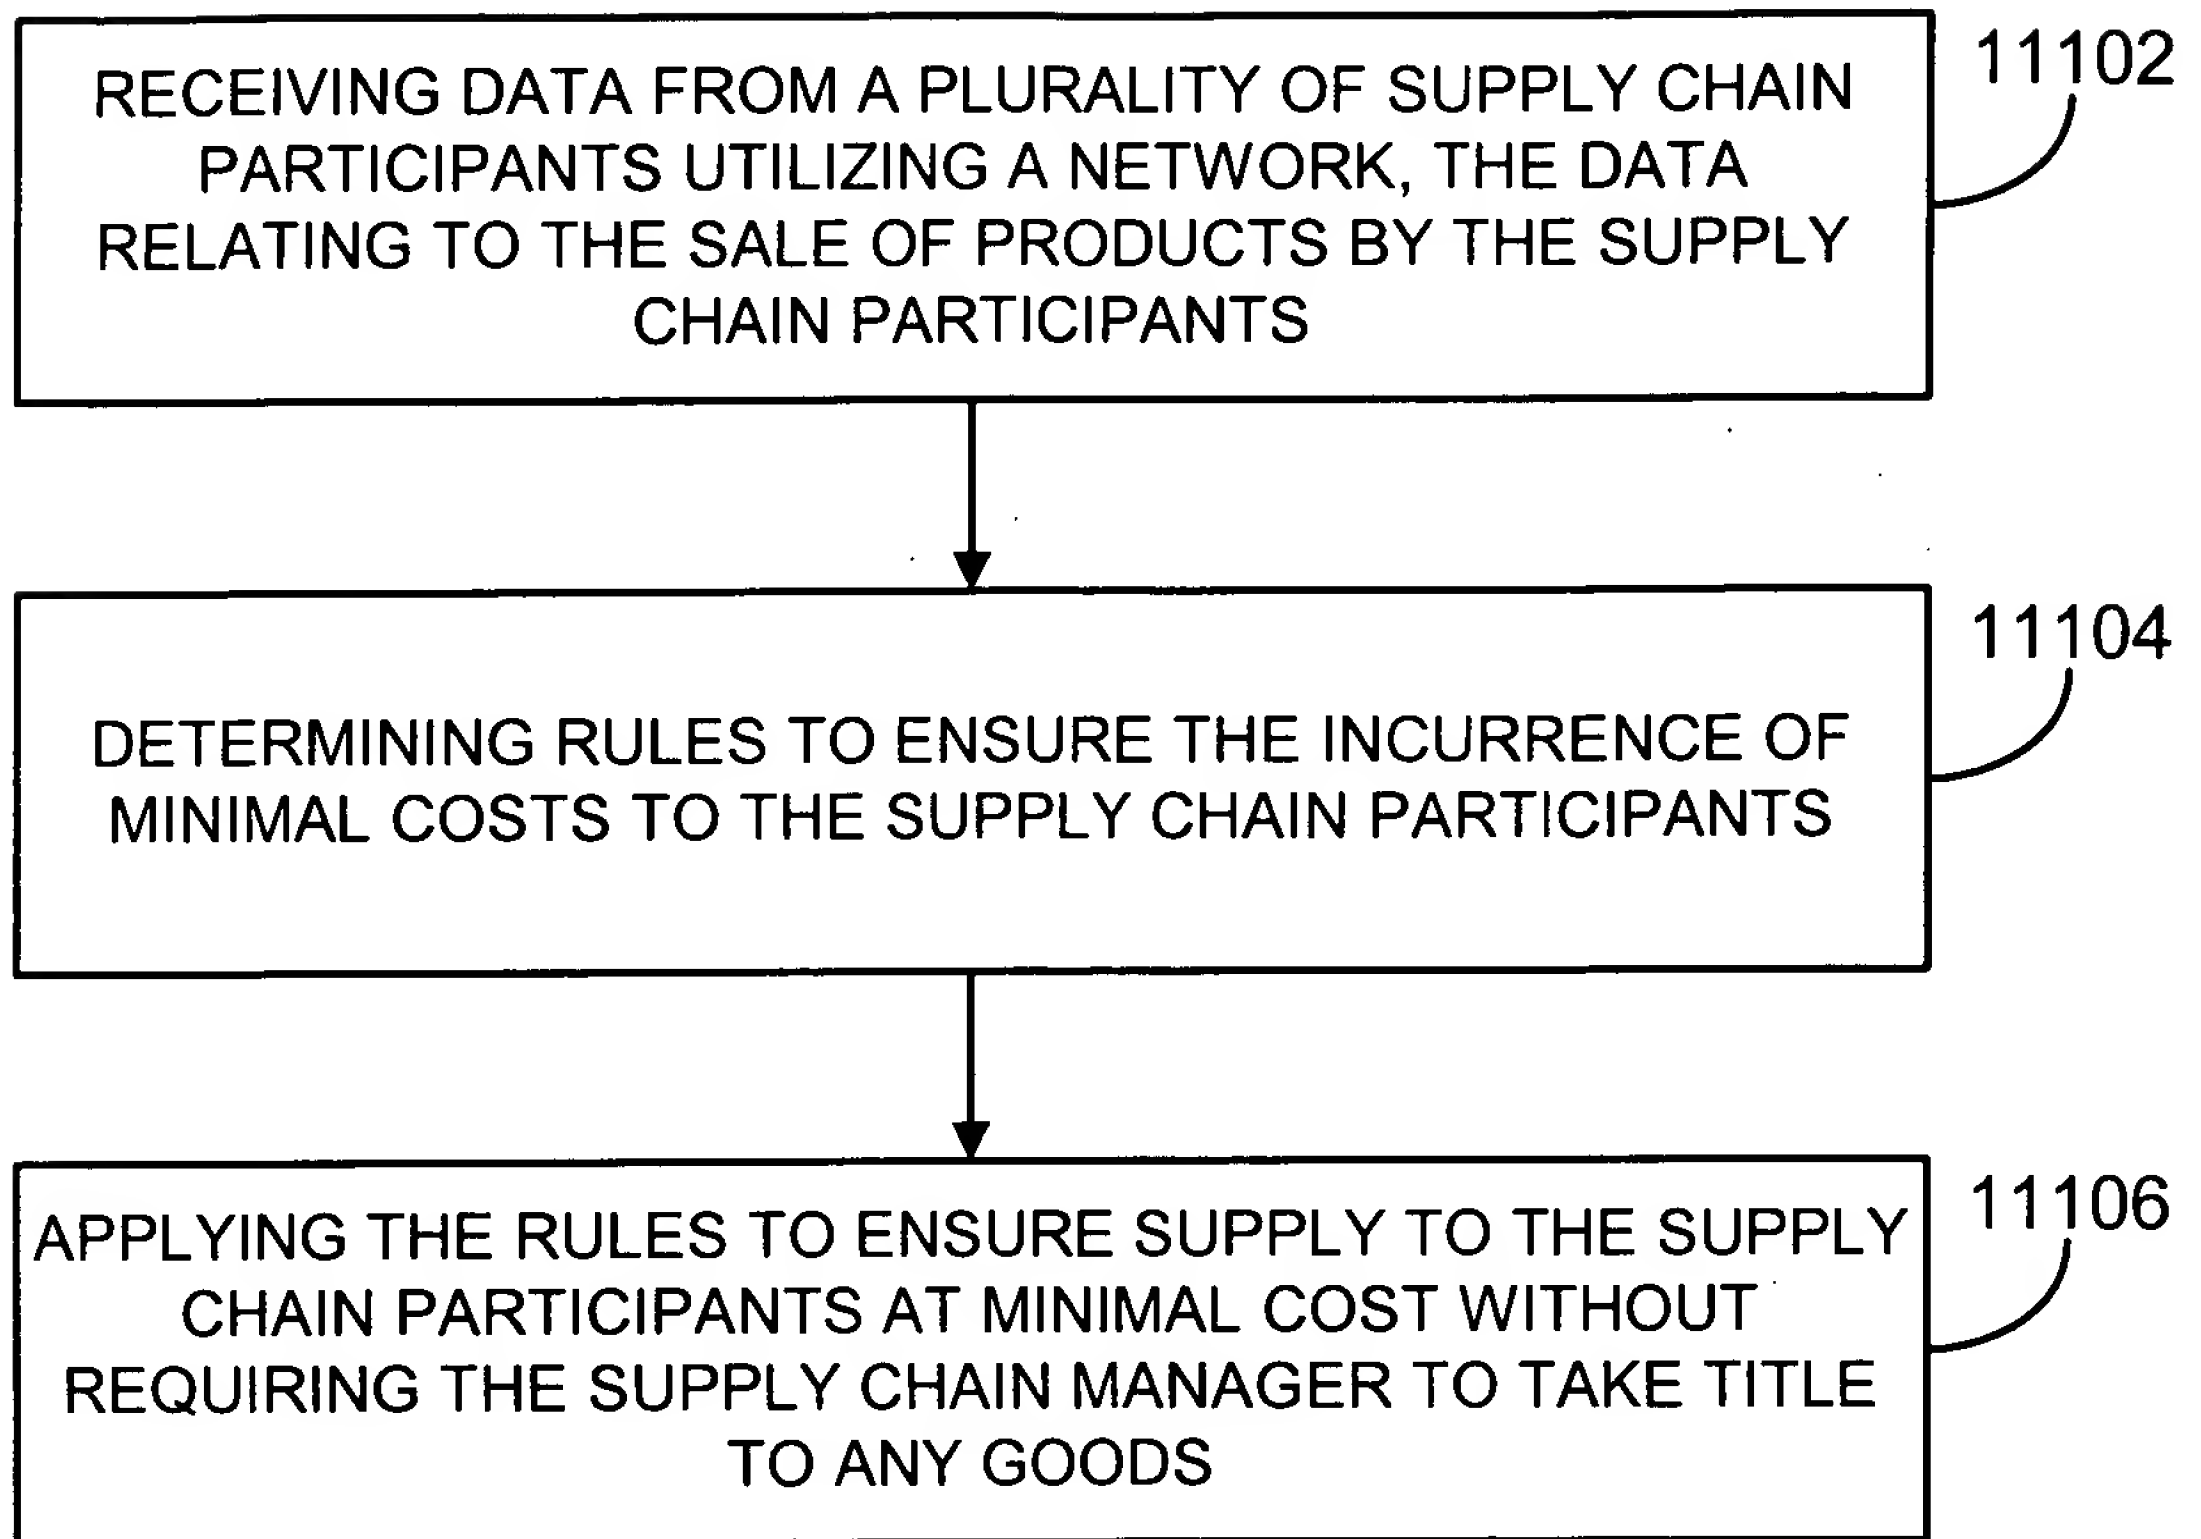 RECEIVING DATA FROM A PLURALITY OF SUPPLY CHAIN
PARTICIPANTS UTILIZING A NETWORK, THE DATA
RELATING TO THE SALE OF PRODUCTS BY THE SUPPLY
CHAIN PARTICIPANTS
11102
DETERMINING RULES TO ENSURE THE INCURRENCE OF
MINIMAL COSTS TO THE SUPPLY CHAIN PARTICIPANTS
11104
APPLYING THE RULES TO ENSURE SUPPLY TO THE SUPPLY
CHAIN PARTICIPANTS AT MINIMAL COST WITHOUT
REQUIRING THE SUPPLY CHAIN MANAGER TO TAKE TITLE
TO ANY GOODS
11106